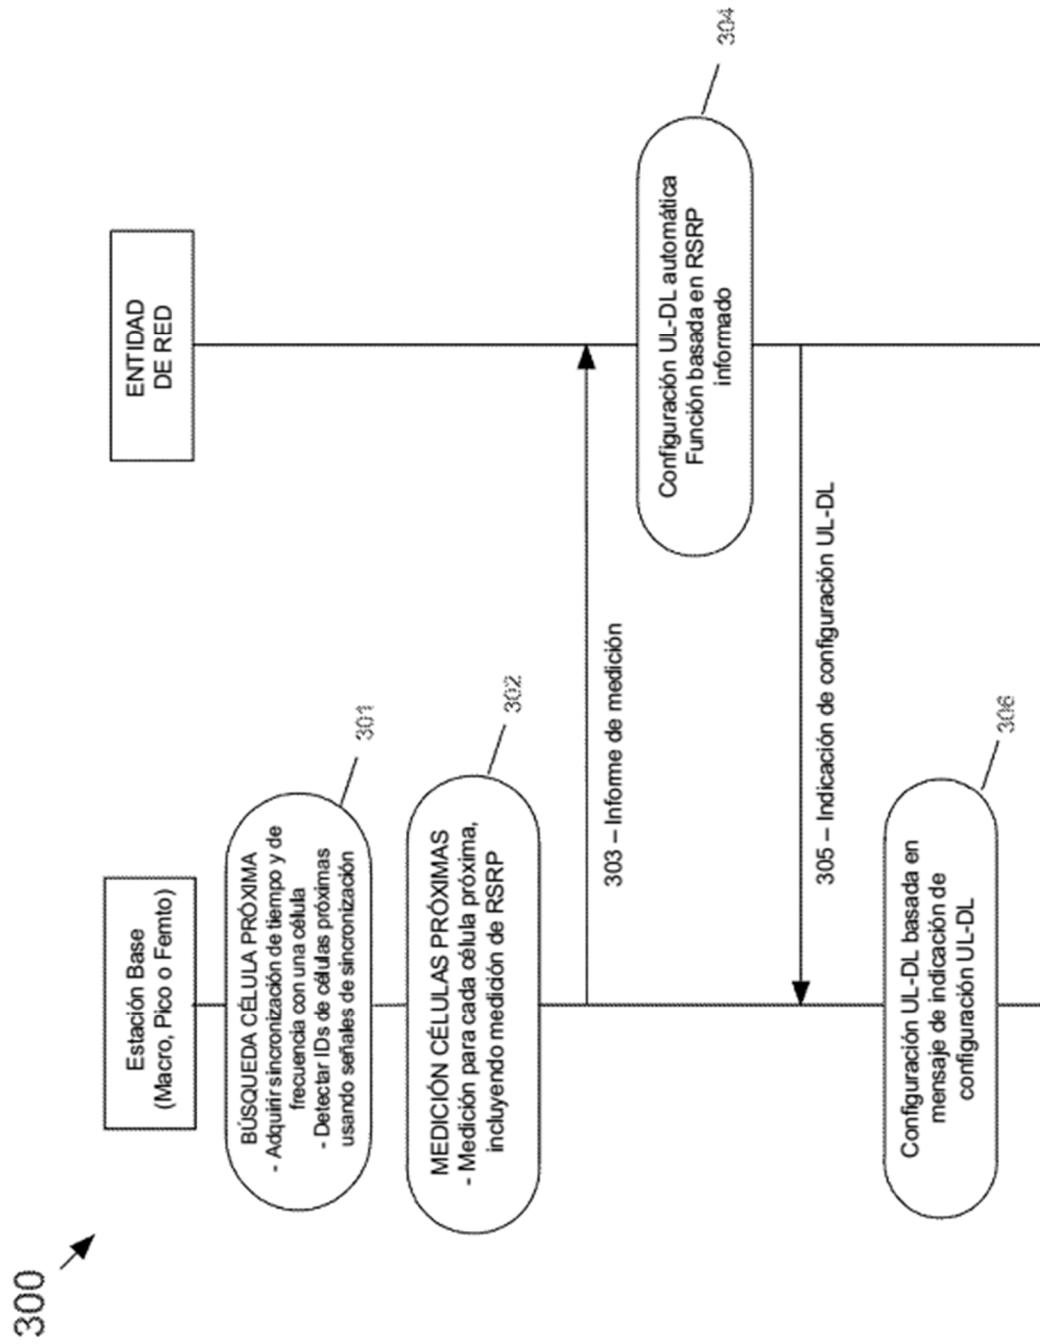 300
Estación Base
(Macro, Pico o Femto)
ENTIDAD
DE RED
BÚSQUEDA CÉLULA PRÓXIMA
- Adquirir sincronización de tiempo y de
frecuencia con una célula
- Detectar IDs de células próximas
usando señales de sincronización
301
MEDICIÓN CÉLULAS PRÓXIMAS
- Medición para cada célula próxima,
incluyendo medición de RSRP
302
303 – Informe de medición
Configuración UL-DL automática
Función basada en RSRP
informado
304
305 – Indicación de configuración UL-DL
Configuración UL-DL basada en
mensaje de indicación de
configuración UL-DL
306